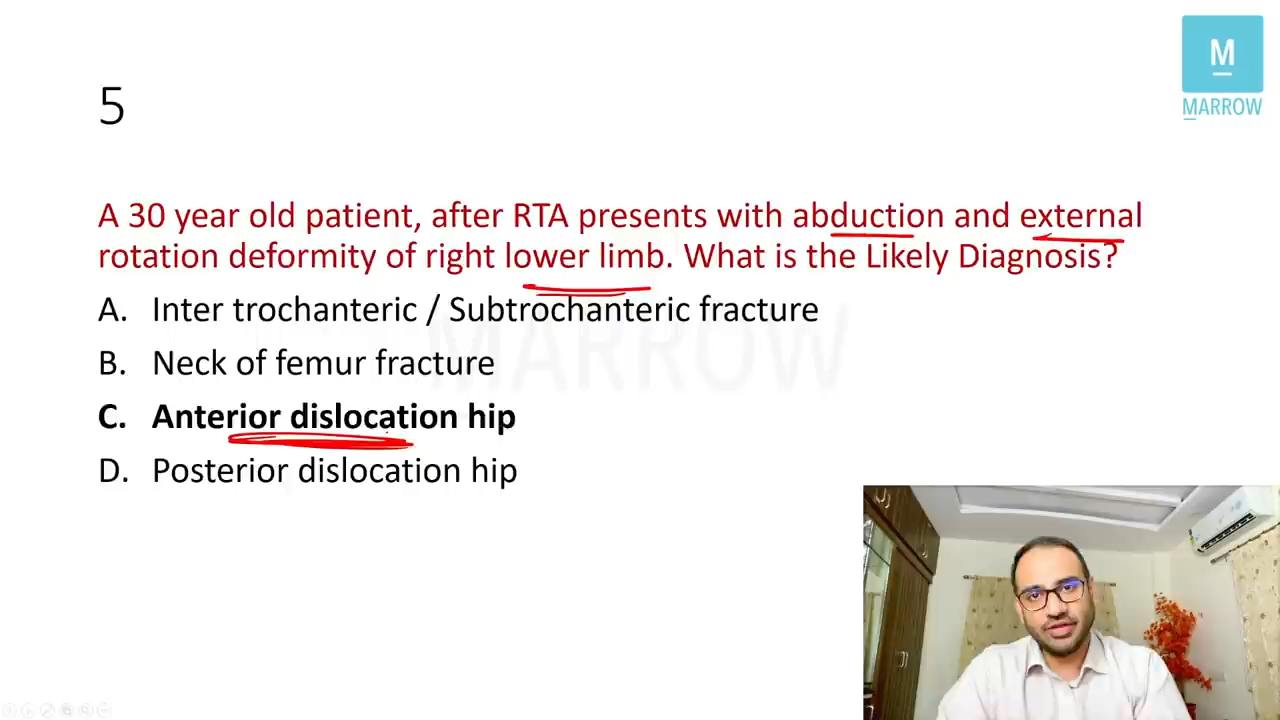 M
MARROW
5
A 30 year old patient, after RTA presents with abduction and external
rotation deformity of right lower limb. What is the Likely Diagnosis?
A. Inter trochanteric / Subtrochanteric fracture
MARROW
B. Neck of femur fracture
C. Anterior dislocation hip
D. Posterior dislocation hip